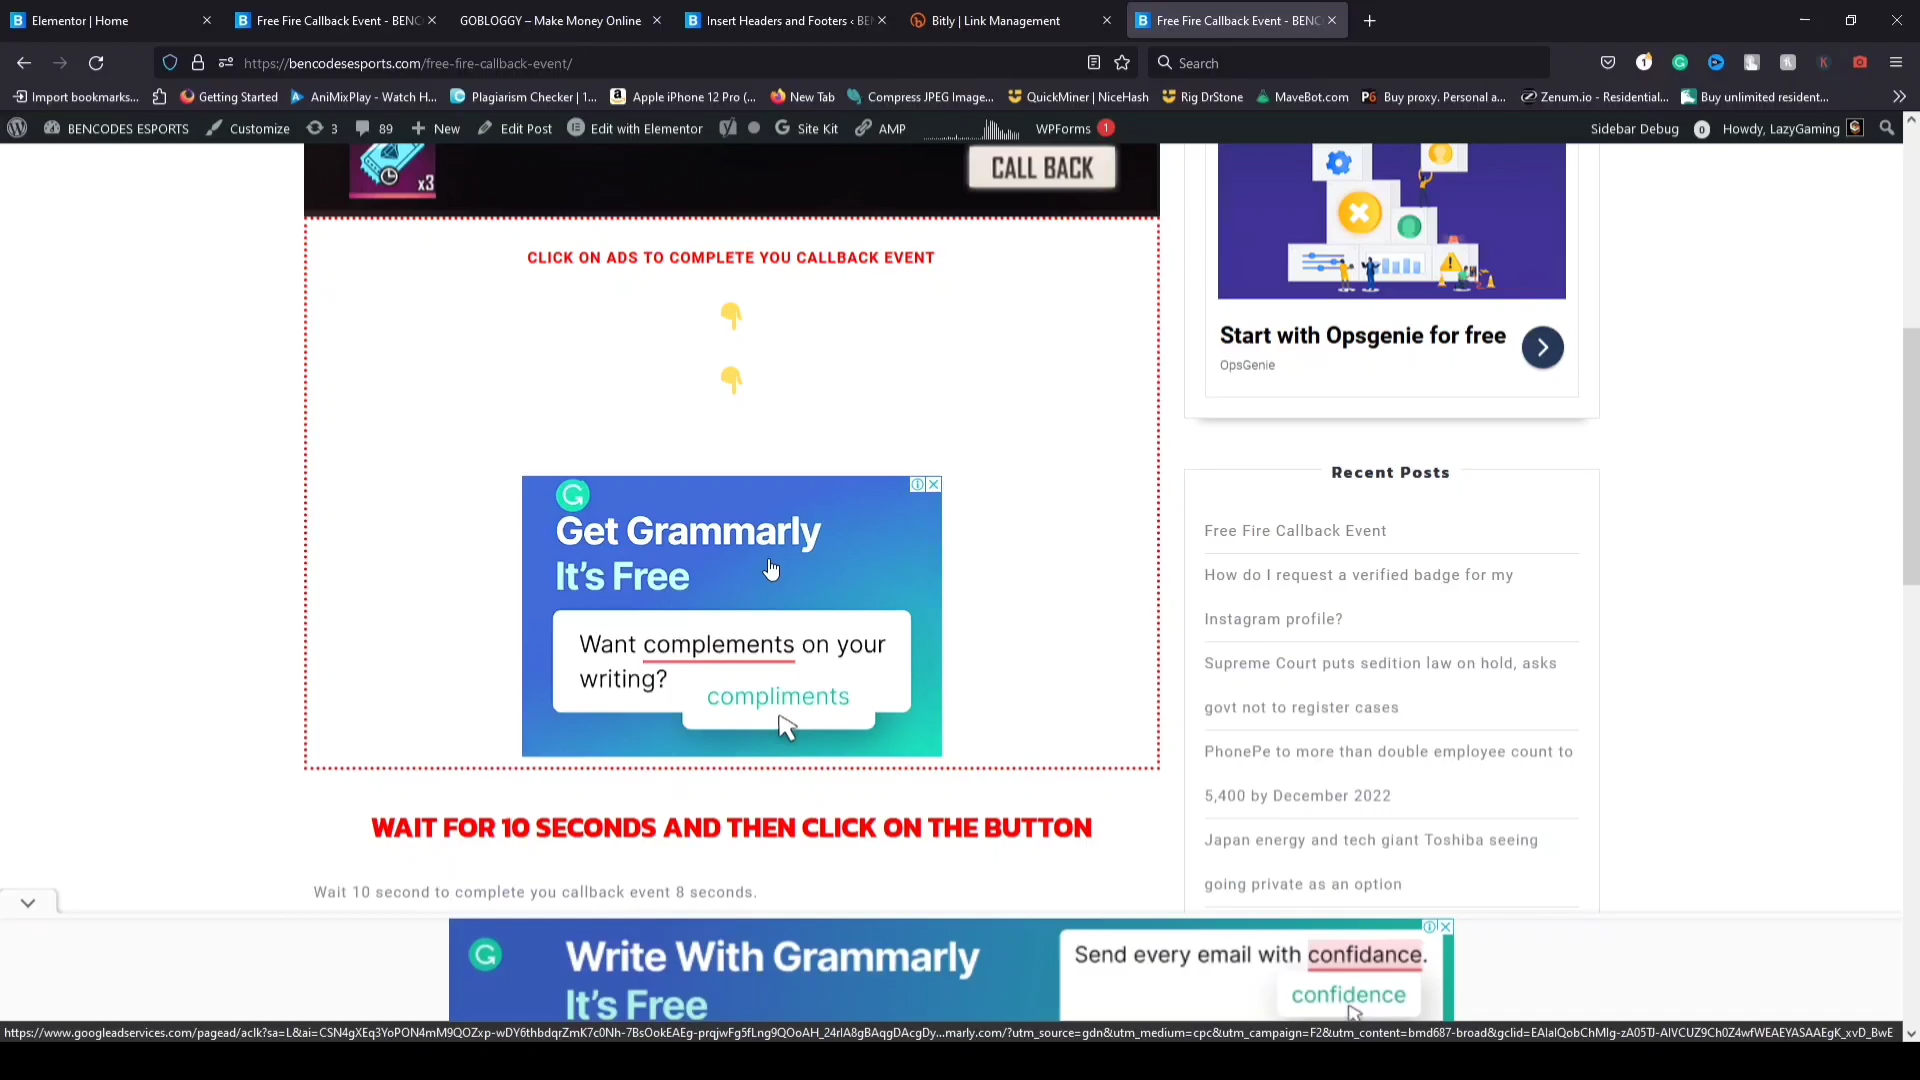 Elementor | Home
Free Fire Callback Event - BENC
GOBLOGGY – Make Money Online
Insert Headers and Footers ‹ BEN
Bitly | Link Management
Free Fire Callback Event - BENC
https://bencodesesports.com/free-fire-callback-event/
Search
Import bookmarks...
Getting Started
AniMixPlay - Watch H...
Plagiarism Checker | 1...
Apple iPhone 12 Pro (...
New Tab
Compress JPEG Image...
QuickMiner | NiceHash
Rig DrStone
MaveBot.com
Buy proxy. Personal a...
Zenum.io - Residential...
Buy unlimited resident...
BENCODES ESPORTS
Customize
3
89
New
Edit Post
Edit with Elementor
Site Kit
AMP
WPForms 1
Sidebar Debug
0
Howdy, LazyGaming
x3
CALL BACK
CLICK ON ADS TO COMPLETE YOU CALLBACK EVENT
Get Grammarly
It's Free
Want complements on your
writing?
compliments
WAIT FOR 10 SECONDS AND THEN CLICK ON THE BUTTON
Wait 10 second to complete you callback event 8 seconds.
Start with Opsgenie for free
OpsGenie
Recent Posts
Free Fire Callback Event
How do I request a verified badge for my
Instagram profile?
Supreme Court puts sedition law on hold, asks
govt not to register cases
PhonePe to more than double employee count to
5,400 by December 2022
Japan energy and tech giant Toshiba seeing
going private as an option
Write With Grammarly
It's Free
Send every email with confidance.
confidence